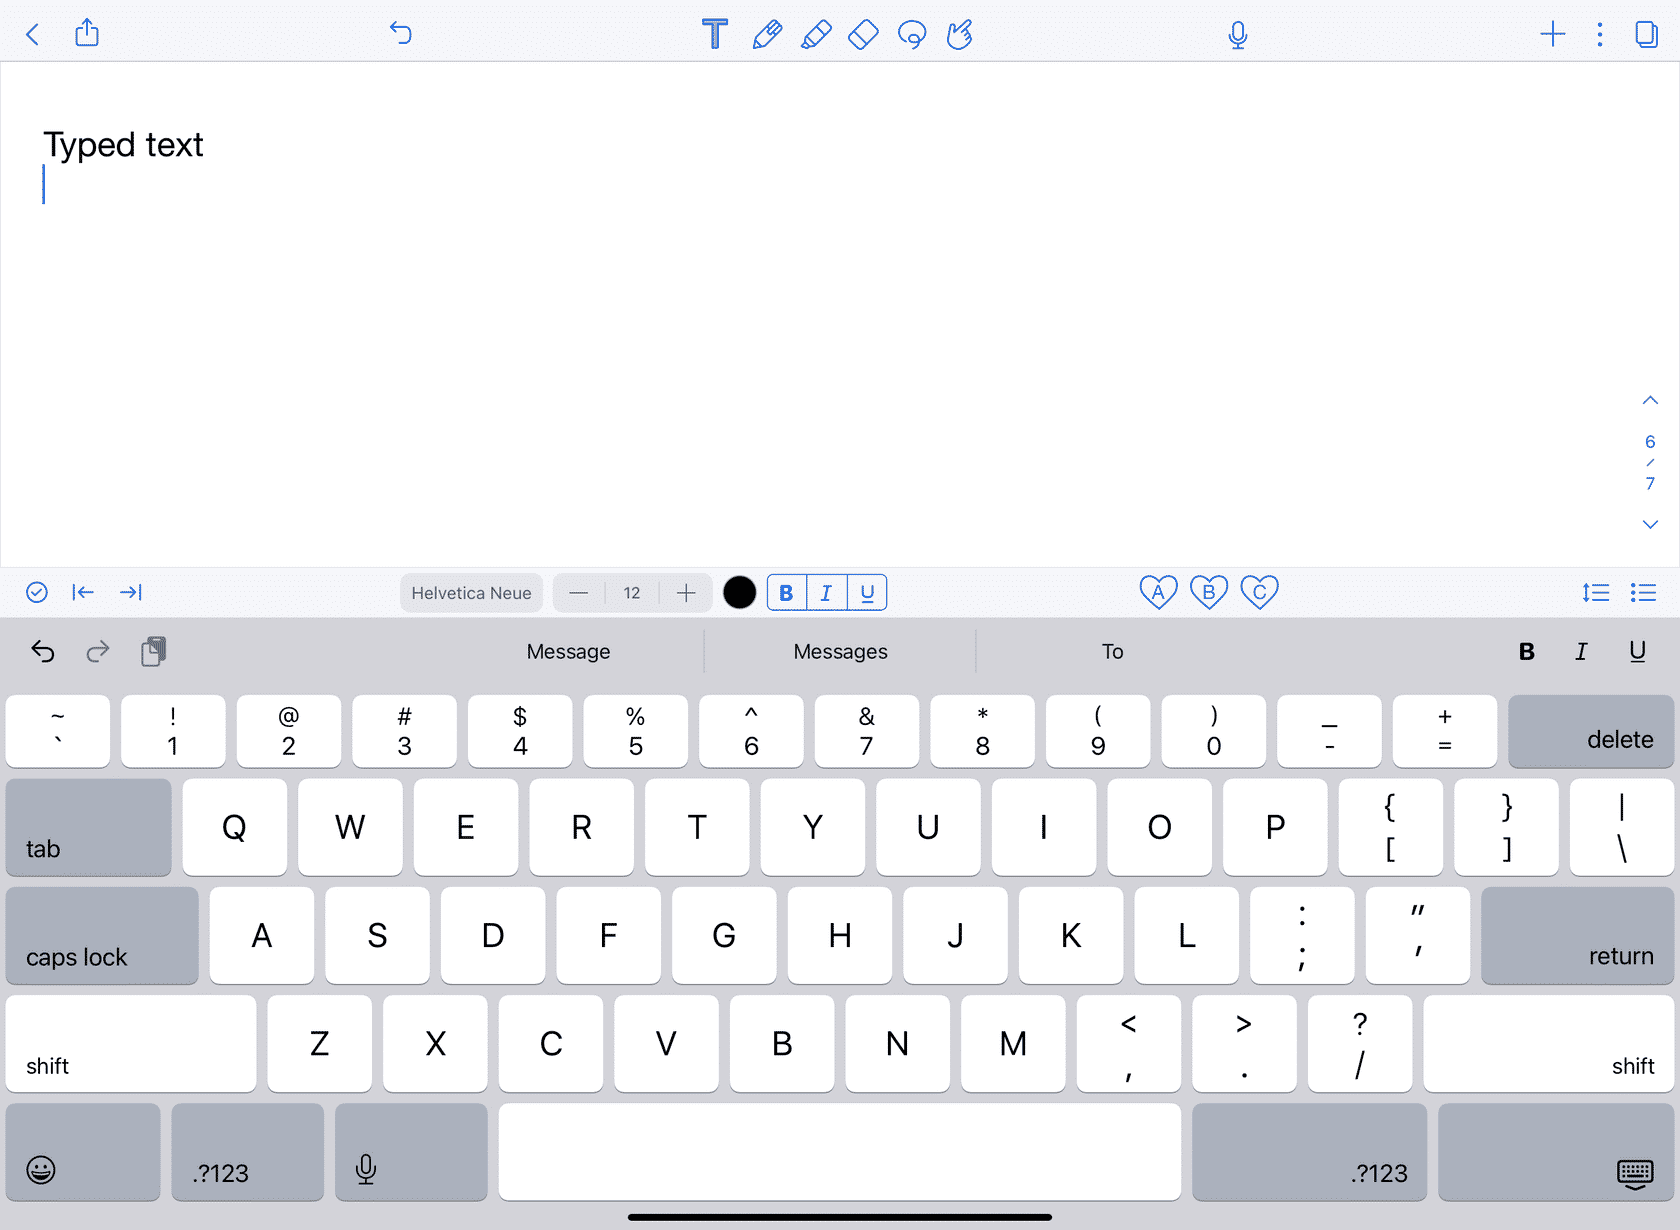 Typed text
6
/
7
Helvetica Neue — 12 + B I U A B C
Message Messages To B I U
~ ! @ # $ % ^ & * ( ) _ +
` 1 2 3 4 5 6 7 8 9 0 - = delete
tab Q W E R T Y U I O P { [ } ] | \
caps lock A S D F G H J K L : ; " ' return
shift Z X C V B N M < , > . ? / shift
.?123 .?123